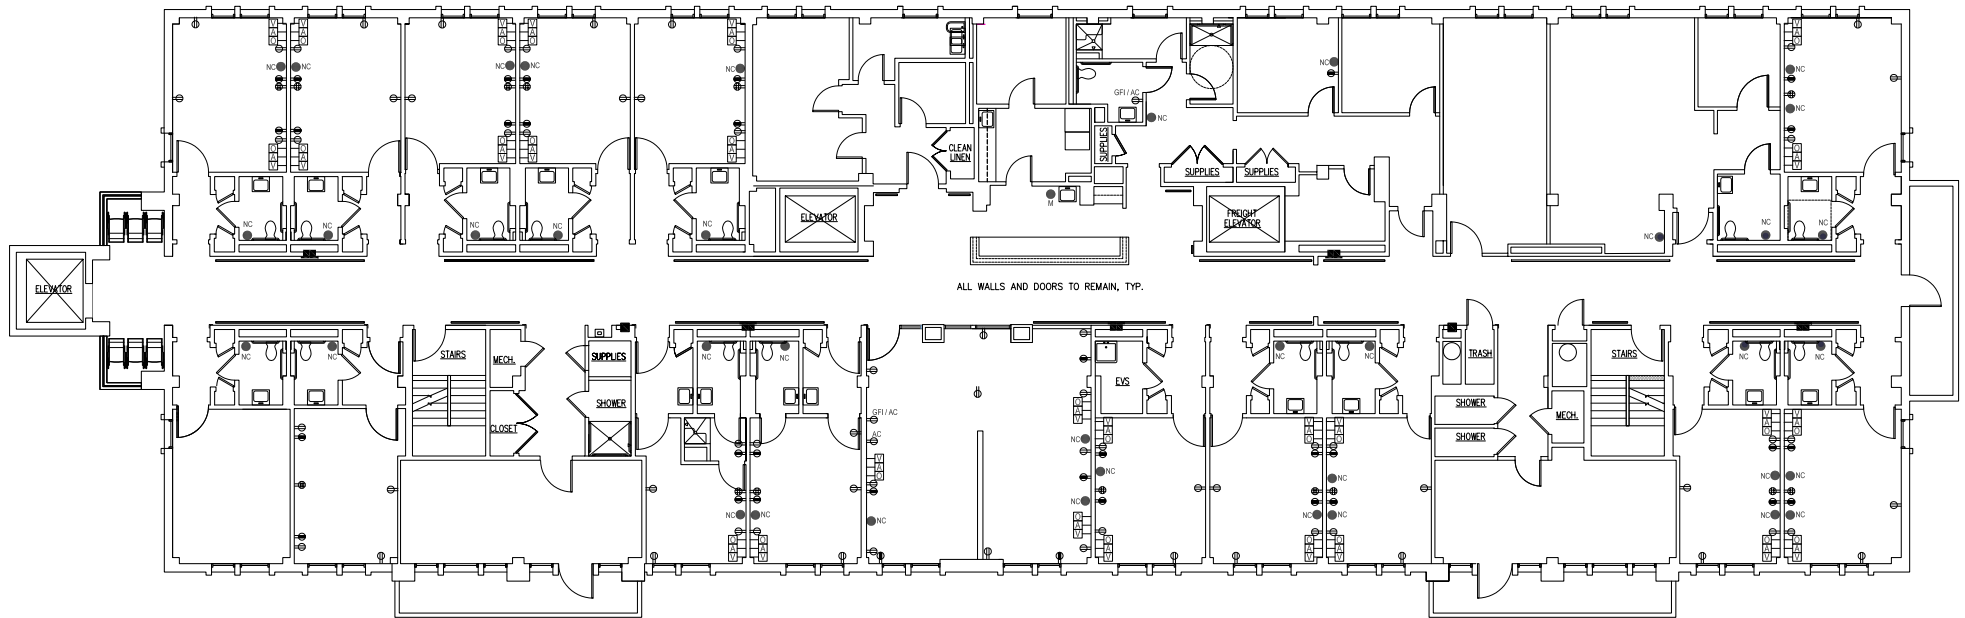 V
A
O
V
A
O
V
A
O
V
A
O
V
A
O
V
A
O
NC
NC
NC
NC
NC
NC
NC
NC
GFI / AC
NC
O
A
V
O
A
V
O
A
V
O
A
V
O
A
V
O
A
V
CLEAN
LINEN
SUPPLIES
NC
SUPPLIES
SUPPLIES
M
ELEVATOR
FREIGHT
ELEVATOR
NC
NC
NC
NC
NC
NC
NC
NC
ELEVATOR
ALL WALLS AND DOORS TO REMAIN, TYP.
NC
NC
STAIRS
MECH.
SUPPLIES
NC
NC
EVS
NC
NC
TRASH
STAIRS
NC
NC
SHOWER
CLOSET
GFI / AC
AC
O
A
V
NC
O
A
V
O
A
V
O
A
V
SHOWER
SHOWER
MECH.
V
A
O
V
A
O
V
A
O
NC
NC
NC
NC
NC
NC
NC
NC
O
A
V
NC
NC
NC
NC
NC
O
A
V
O
A
V
O
A
V
O
A
V
O
A
V
O
A
V
O
A
V